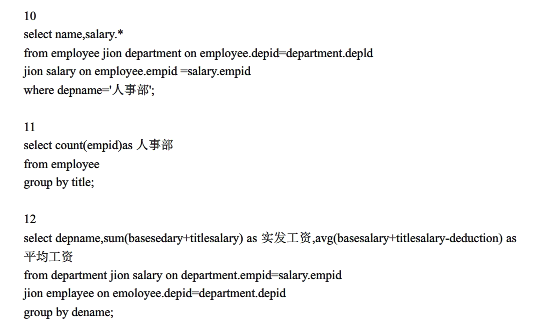 10
select name,salary.*
from employee jion department on employee.depid=department.depId
jion salary on employee.empid =salary.empid
where depname='人事部';
11
select count(empid)as 人事部
from employee
group by title;
12
select depname,sum(basesedary+titlesalary) as 实发工资,avg(basesalary+titlesalary-deduction) as
平均工资
from department jion salary on department.empid=salary.empid
jion emplayee on emoloyee.depid=department.depid
group by dename;